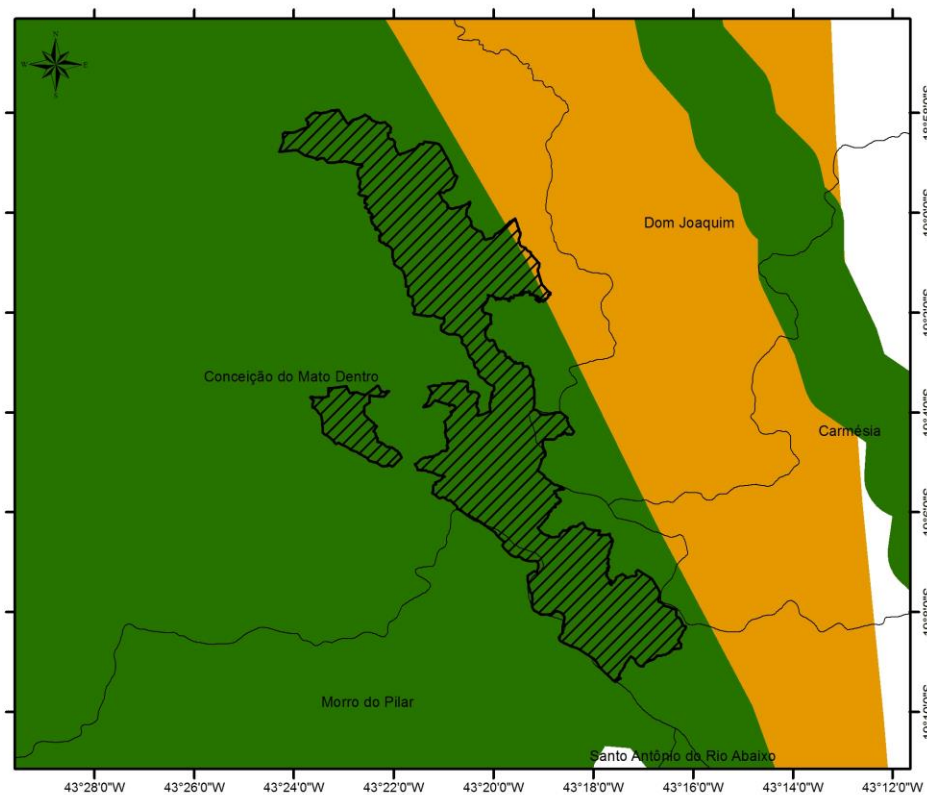 N
W E
S
Dom Joaquim
Conceição do Mato Dentro
Carmésia
Morro do Pilar
Santo Antônio do Rio Abaixo
43°28'0"W 43°26'0"W 43°24'0"W 43°22'0"W 43°20'0"W 43°18'0"W 43°16'0"W 43°14'0"W 43°12'0"W